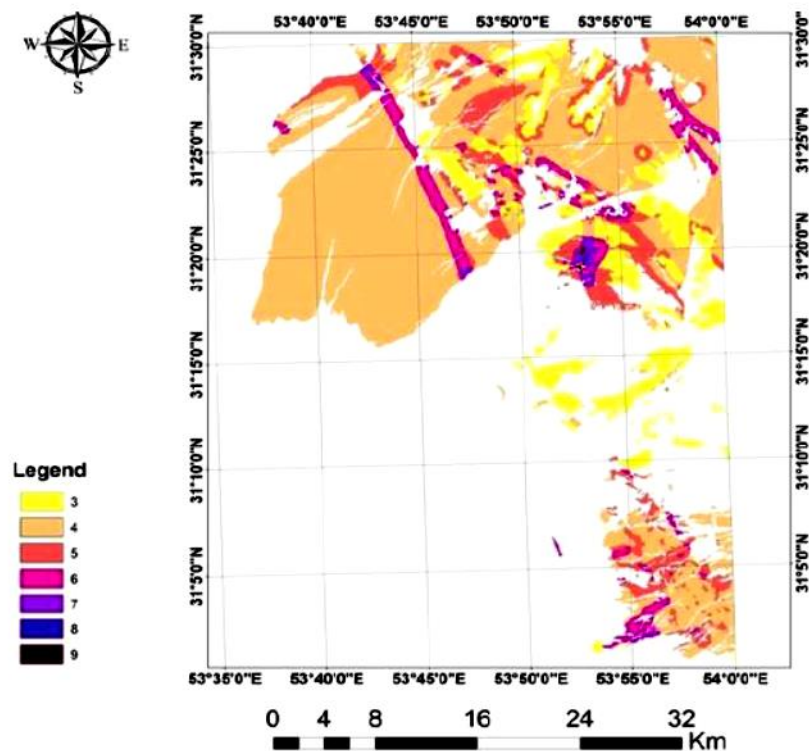 53°40'0"E 53°45'0"E 53°50'0"E 53°55'0"E 54°0'0"E
N
W E
S
31°30'0"N 31°30'0"N
31°25'0"N 31°25'0"N
31°20'0"N 31°20'0"N
31°15'0"N 31°15'0"N
31°10'0"N 31°10'0"N
31°5'0"N 31°5'0"N
Legend
3
4
5
6
7
8
9
53°35'0"E 53°40'0"E 53°45'0"E 53°50'0"E 53°55'0"E 54°0'0"E
0 4 8 16 24 32
Km